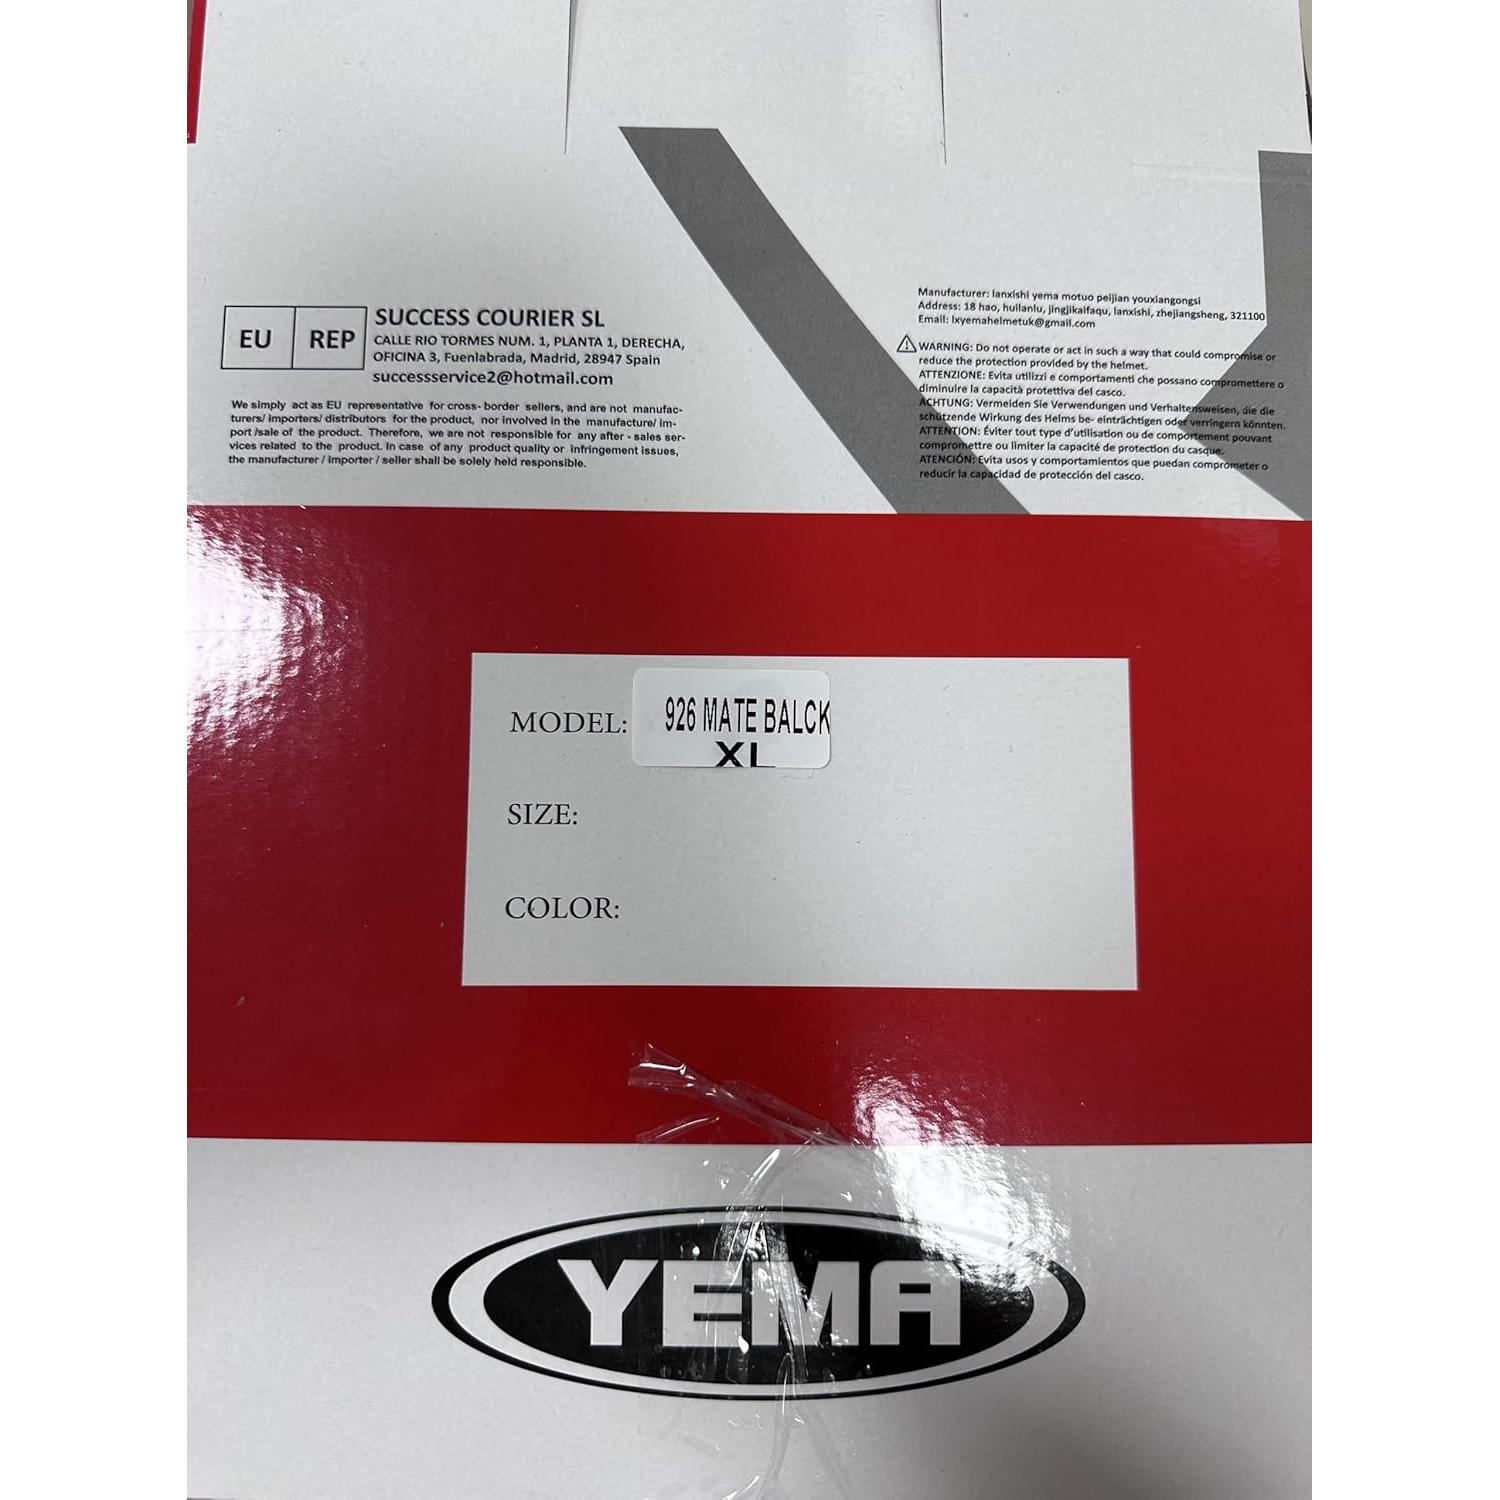 EU REP
SUCCESS COURIER SL
CALLE RIO TORMES NUM. 1, PLANTA 1, DERECHA,
OFICINA 3, Fuenlabrada, Madrid, 28947 Spain
successservice2@hotmail.com
We simply act as EU representative for cross- border sellers, and are not manufac-
turers/ importers/ distributors for the product, nor involved in the manufacture/ im-
port /sale of the product. Therefore, we are not responsible for any after - sales ser-
vices related to the product. In case of any product quality or infringement issues,
the manufacturer / importer / seller shall be solely held responsible.
Manufacturer: lanxishi yema motuo peijian youxiangongsi
Address: 18 hao, huilanlu, jingjikaifaqu, lanxishi, zhejiangsheng, 321100
Email: lxyemahelmetuk@gmail.com
WARNING: Do not operate or act in such a way that could compromise or
reduce the protection provided by the helmet.
ATTENZIONE: Evita utilizzi e comportamenti che possano compromettere o
diminuire la capacità protettiva del casco.
ACHTUNG: Vermeiden Sie Verwendungen und Verhaltensweisen, die die
schützende Wirkung des Helms be- einträchtigen oder verringern könnten.
ATTENTION: Éviter tout type d'utilisation ou de comportement pouvant
compromettre ou limiter la capacité de protection du casque.
ATENCIÓN: Evita usos y comportamientos que puedan comprometer o
reducir la capacidad de protección del casco.
MODEL: 926 MATE BALCK
XL
SIZE:
COLOR:
YEMA